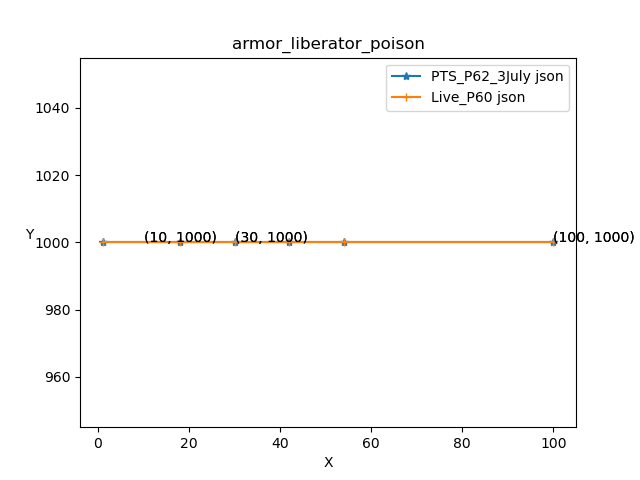 armor_liberator_poison
PTS_P62_3July json
Live_P60 json
1040
1020
Y
1000
980
960
(10, 1000)
(30, 1000)
(100, 1000)
0
20
40
60
80
100
X